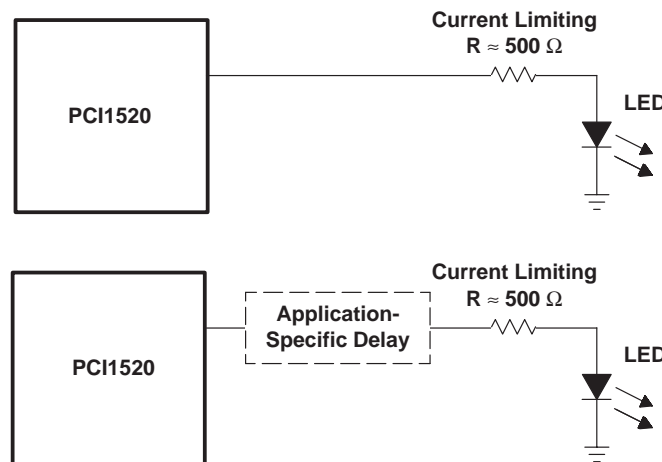 Current Limiting
R ≈ 500 Ω
PCI1520
LED
Current Limiting
R ≈ 500 Ω
Application-
Specific Delay
PCI1520
LED